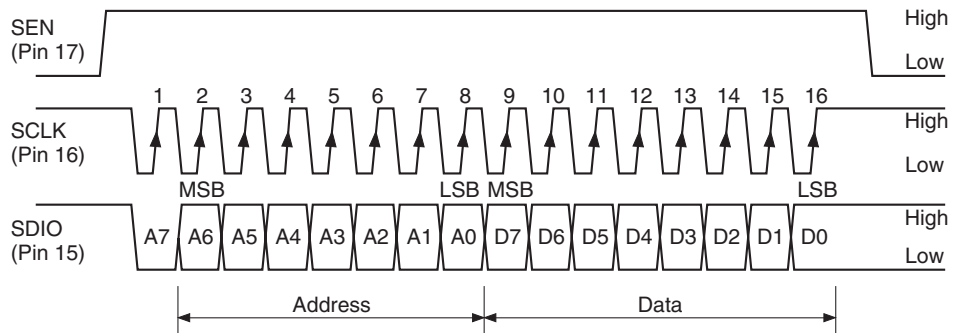 SEN
(Pin 17)
High
Low
1 2 3 4 5 6 7 8 9 10 11 12 13 14 15 16
SCLK
(Pin 16)
High
Low
MSB LSB MSB LSB
SDIO
(Pin 15)
A7 A6 A5 A4 A3 A2 A1 A0 D7 D6 D5 D4 D3 D2 D1 D0
High
Low
Address Data